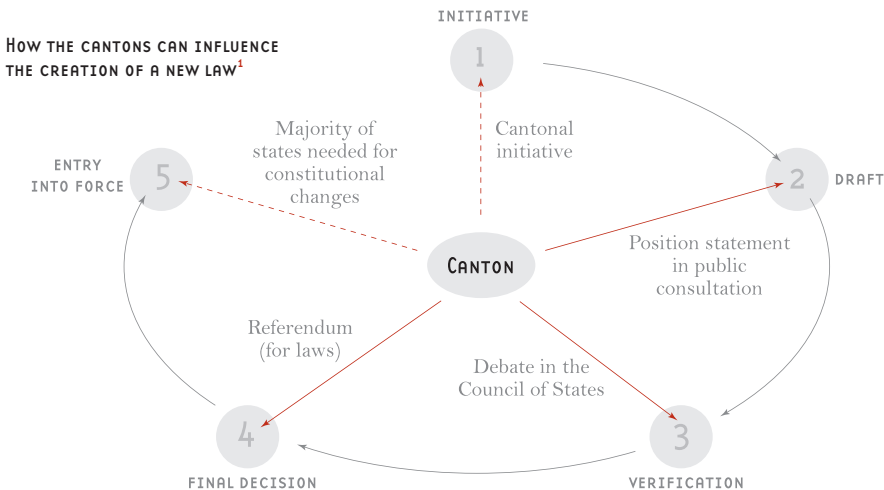 How the cantons can influence
the creation of a new law1
INITIATIVE
1
Cantonal
initiative
Majority of
states needed for
constitutional
changes
ENTRY
INTO FORCE
5
2
DRAFT
Position statement
in public
consultation
Canton
Referendum
(for laws)
Debate in the
Council of States
4
FINAL DECISION
3
VERIFICATION